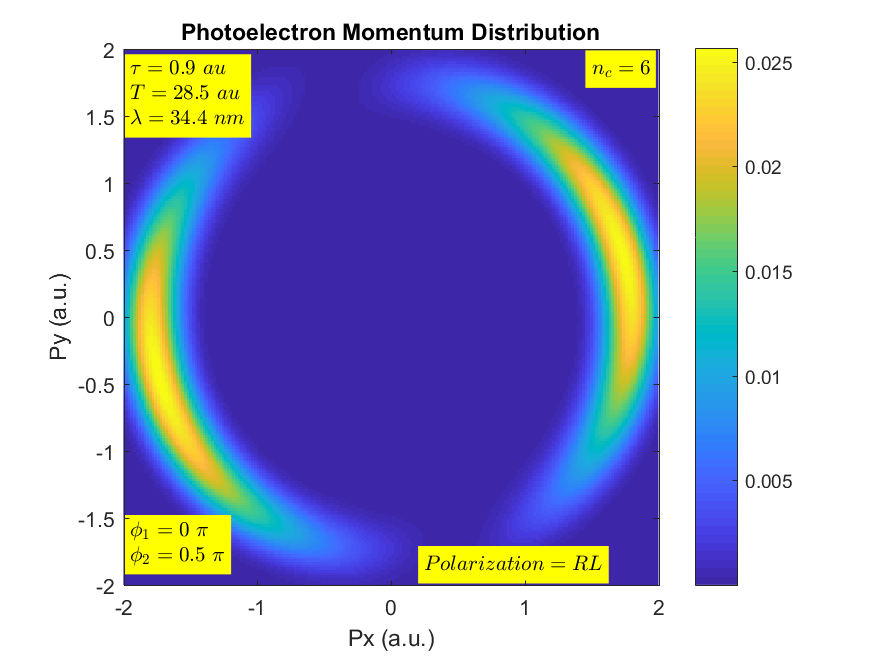 Photoelectron Momentum Distribution
τ = 0.9 au
T = 28.5 au
λ = 34.4 nm
n_c = 6
ϕ_1 = 0 π
ϕ_2 = 0.5 π
Polarization = RL
2
1.5
1
0.5
0
-0.5
-1
-1.5
-2
Py (a.u.)
-2
-1
0
1
2
Px (a.u.)
0.025
0.02
0.015
0.01
0.005